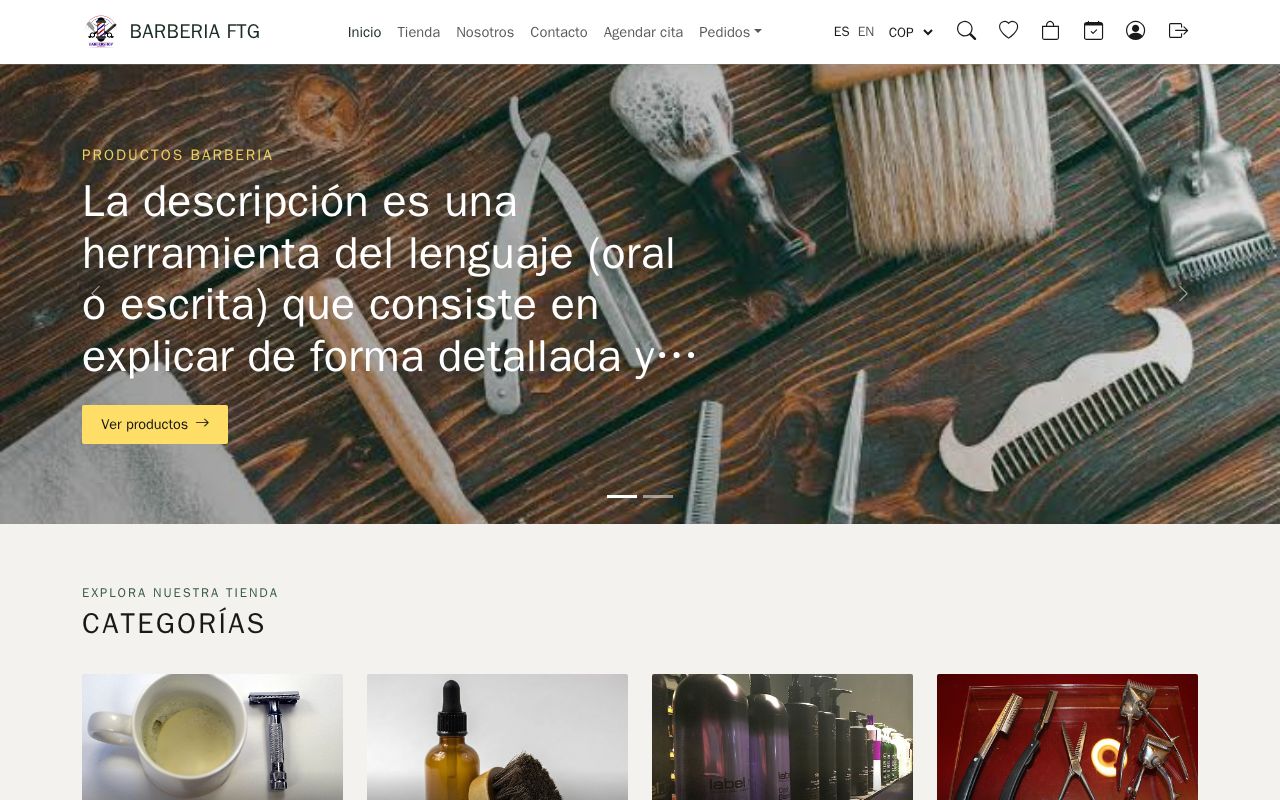 BARBERIA FTG
Inicio
Tienda
Nosotros
Contacto
Agendar cita
Pedidos
ES
EN
COP
PRODUCTOS BARBERIA
La descripción es una
herramienta del lenguaje (oral
o escrita) que consiste en
explicar de forma detallada y...
Ver productos
EXPLORA NUESTRA TIENDA
CATEGORÍAS
label